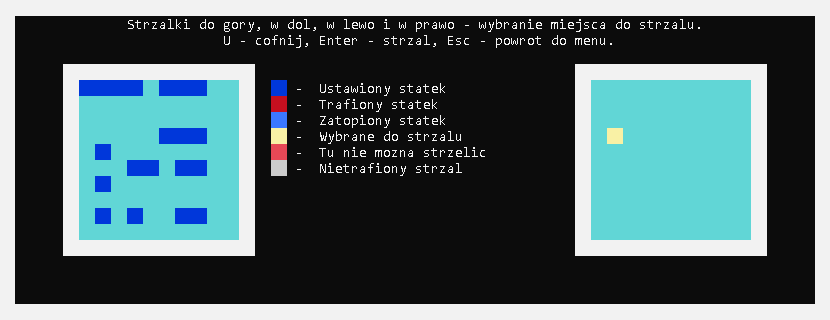 Strzalki do gory, w dol, w lewo i w prawo - wybranie miejsca do strzalu.
U - cofnij, Enter - strzal, Esc - powrot do menu.
- Ustawiony statek
- Trafiony statek
- Zatopiony statek
- Wybrane do strzalu
- Tu nie mozna strzelic
- Nietrafiony strzal